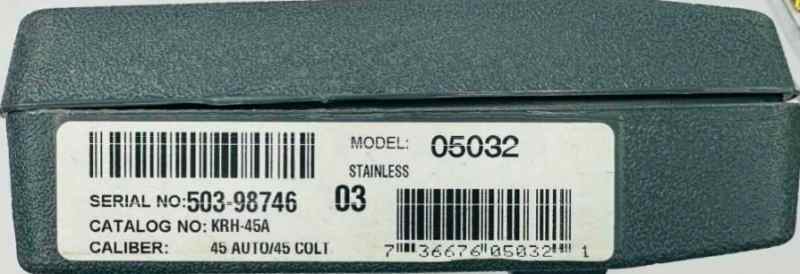 MODEL: 05032
STAINLESS
SERIAL NO:503-98746 03
CATALOG NO: KRH-45A
CALIBER: 45 AUTO/45 COLT
7 36676 05032 1